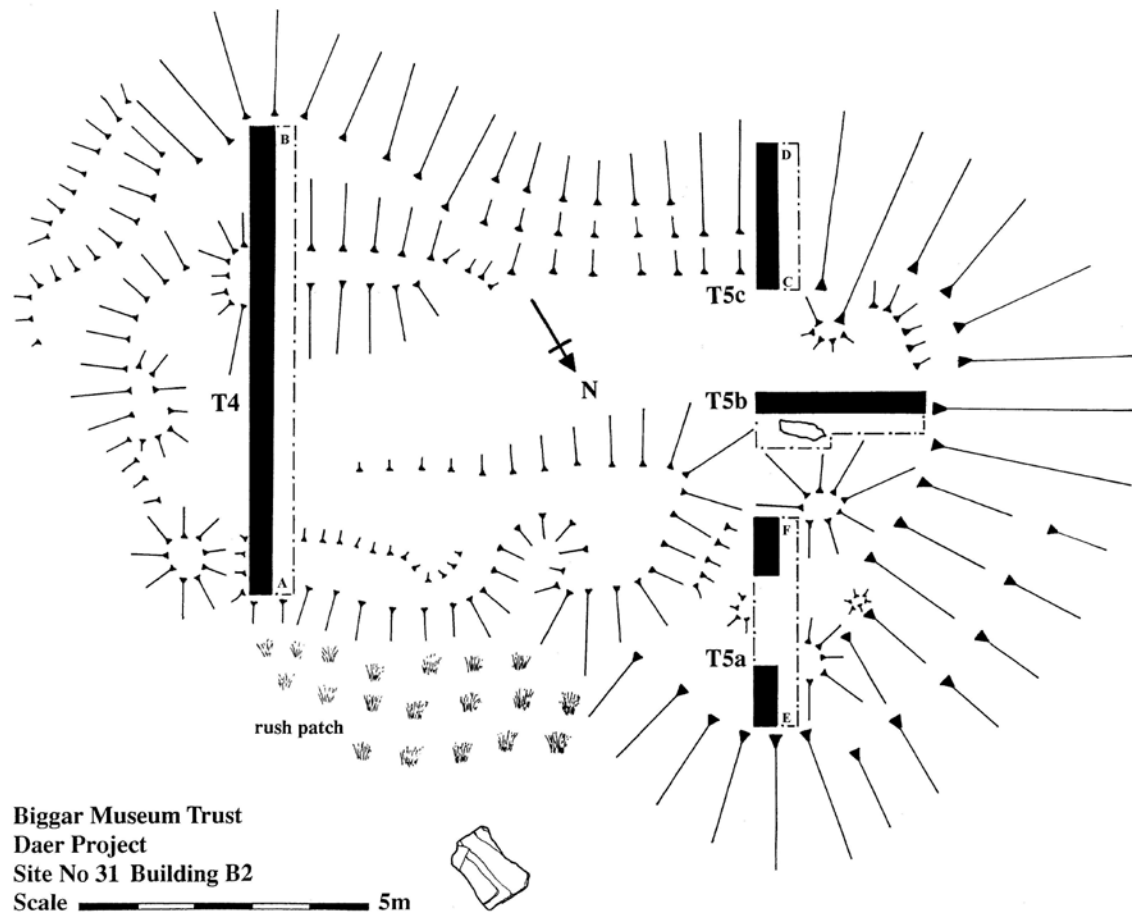 B
D
C
T5c
N
T4
T5b
F
A
T5a
E
rush patch
Biggar Museum Trust
Daer Project
Site No 31 Building B2
Scale 5m